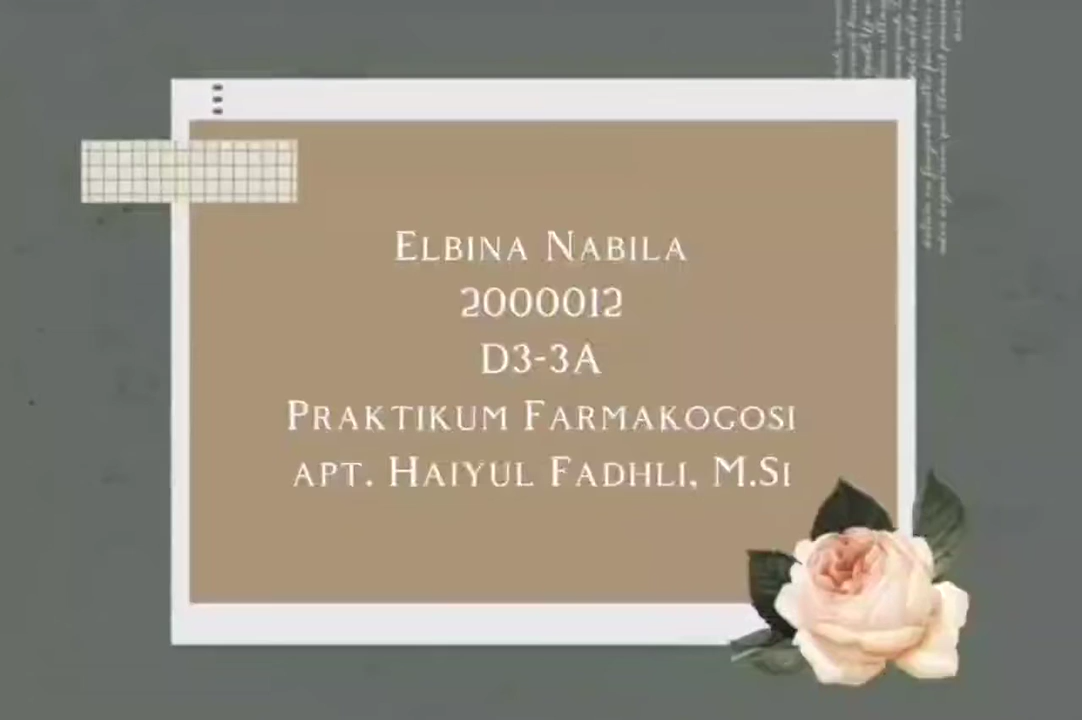 Elbina Nabila
2000012
D3-3A
Praktikum Farmakogosi
apt. Haiyul Fadhli, M.Si